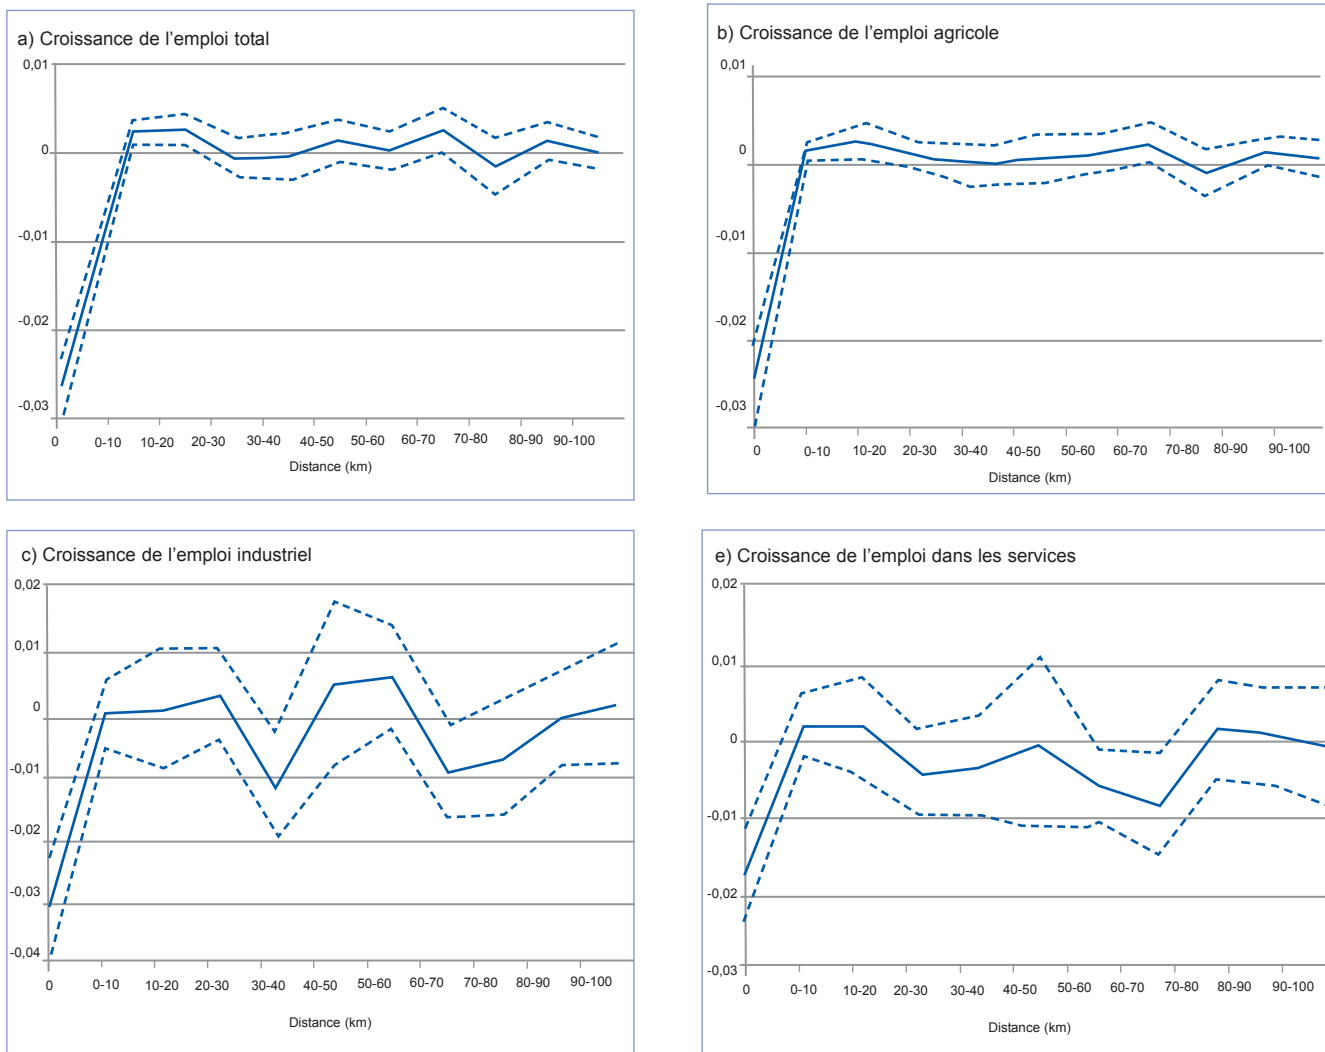 a) Croissance de l'emploi total
0,01
0
-0,01
-0,02
-0,03
0 0-10 10-20 20-30 30-40 40-50 50-60 60-70 70-80 80-90 90-100
Distance (km)
b) Croissance de l'emploi agricole
0,01
0
-0,01
-0,02
-0,03
0 0-10 10-20 20-30 30-40 40-50 50-60 60-70 70-80 80-90 90-100
Distance (km)
c) Croissance de l'emploi industriel
0,02
0,01
0
-0,01
-0,02
-0,03
-0,04
0 0-10 10-20 20-30 30-40 40-50 50-60 60-70 70-80 80-90 90-100
Distance (km)
e) Croissance de l'emploi dans les services
0,02
0,01
0
-0,01
-0,02
-0,03
0 0-10 10-20 20-30 30-40 40-50 50-60 60-70 70-80 80-90 90-100
Distance (km)